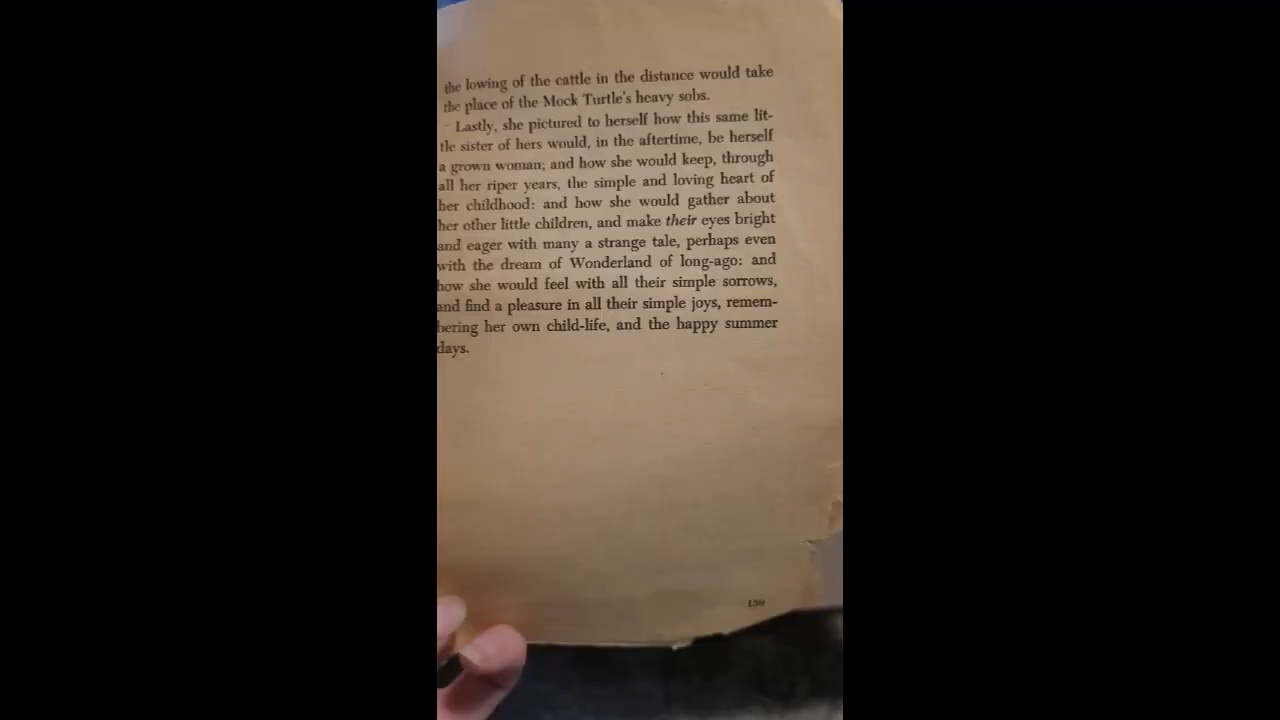 the lowing of the cattle in the distance would take
the place of the Mock Turtle's heavy sobs.
Lastly, she pictured to herself how this same lit-
tle sister of hers would, in the aftertime, be herself
a grown woman; and how she would keep, through
all her riper years, the simple and loving heart of
her childhood: and how she would gather about
her other little children, and make their eyes bright
and eager with many a strange tale, perhaps even
with the dream of Wonderland of long-ago: and
how she would feel with all their simple sorrows,
and find a pleasure in all their simple joys, remem-
bering her own child-life, and the happy summer
days.